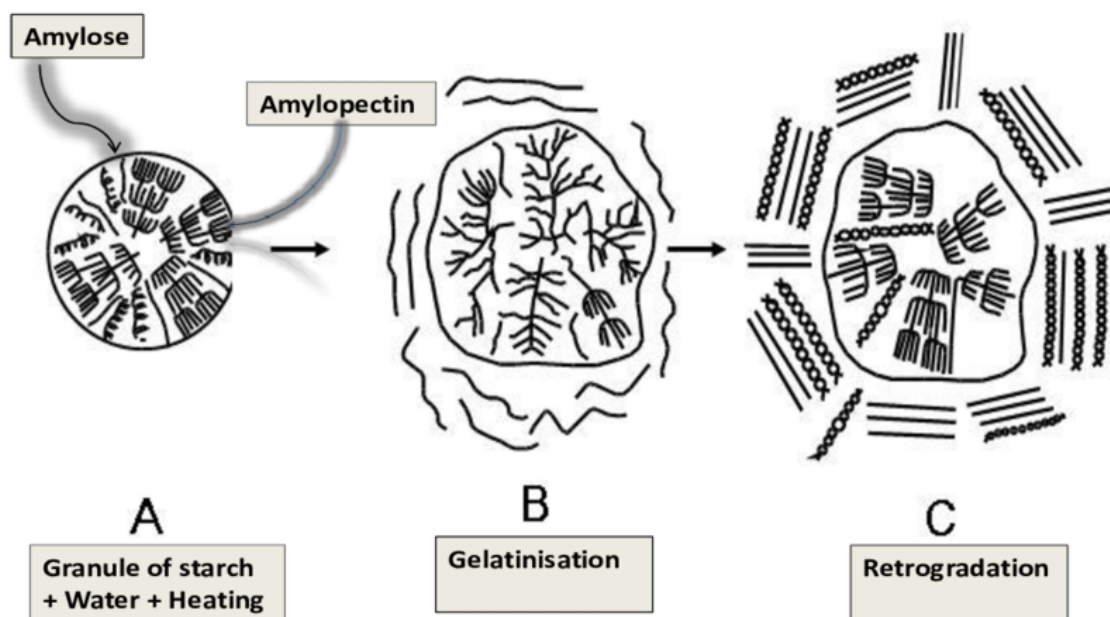 Amylose
Amylopectin
A
B
C
Granule of starch
+ Water + Heating
Gelatinisation
Retrogradation